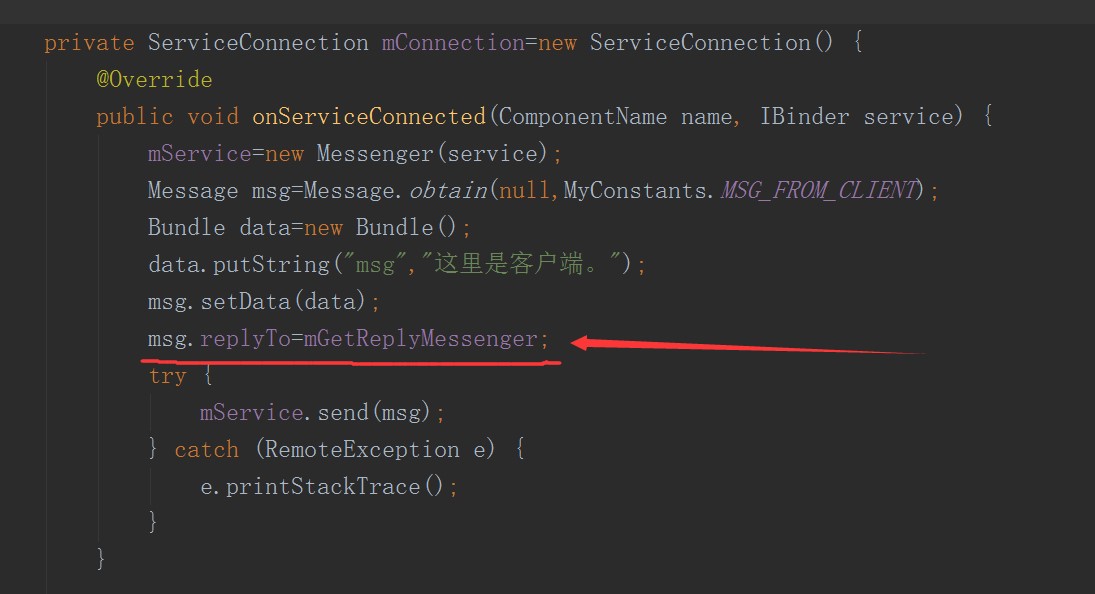 private ServiceConnection mConnection=new ServiceConnection() {
@Override
public void onServiceConnected(ComponentName name, IBinder service) {
mService=new Messenger(service);
Message msg=Message.obtain(null,MyConstants.MSG_FROM_CLIENT);
Bundle data=new Bundle();
data.putString("msg","这里是客户端。");
msg.setData(data);
msg.replyTo=mGetReplyMessenger;
try {
mService.send(msg);
} catch (RemoteException e) {
e.printStackTrace();
}
}